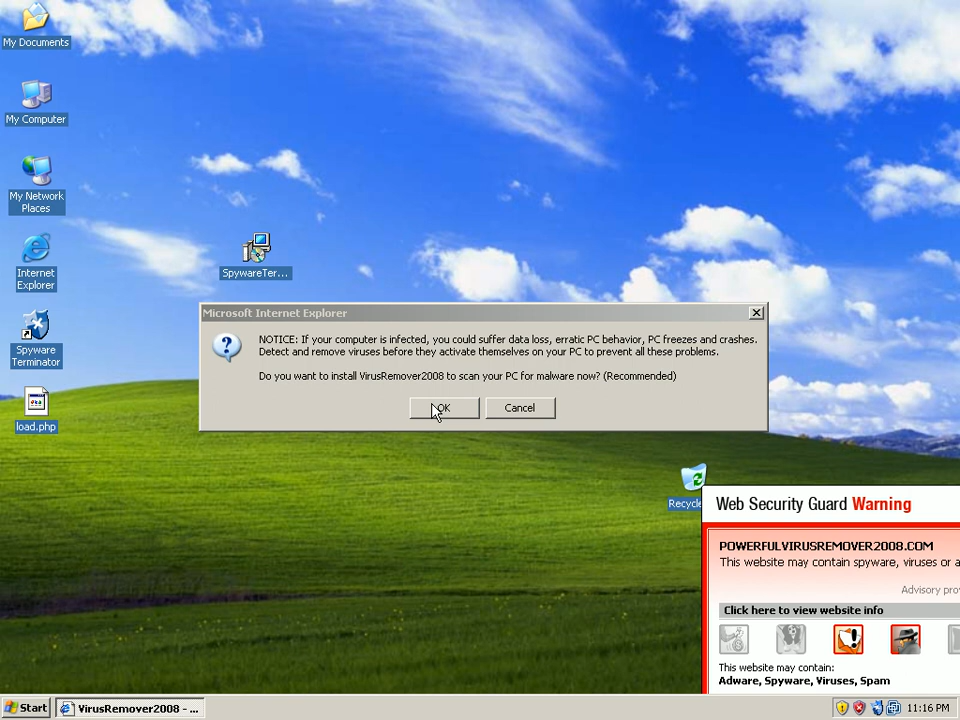 My Documents
My Computer
My Network
Places
Internet
Explorer
SpywareTer...
Spyware
Terminator
load.php
Microsoft Internet Explorer
NOTICE: If your computer is infected, you could suffer data loss, erratic PC behavior, PC freezes and crashes.
Detect and remove viruses before they activate themselves on your PC to prevent all these problems.
Do you want to install VirusRemover2008 to scan your PC for malware now? (Recommended)
OK
Cancel
Recycle
Web Security Guard Warning
POWERFULVIRUSREMOVER2008.COM
This website may contain spyware, viruses or a
Advisory pro
Click here to view website info
This website may contain:
Adware, Spyware, Viruses, Spam
Start
VirusRemover2008 - ...
11:16 PM